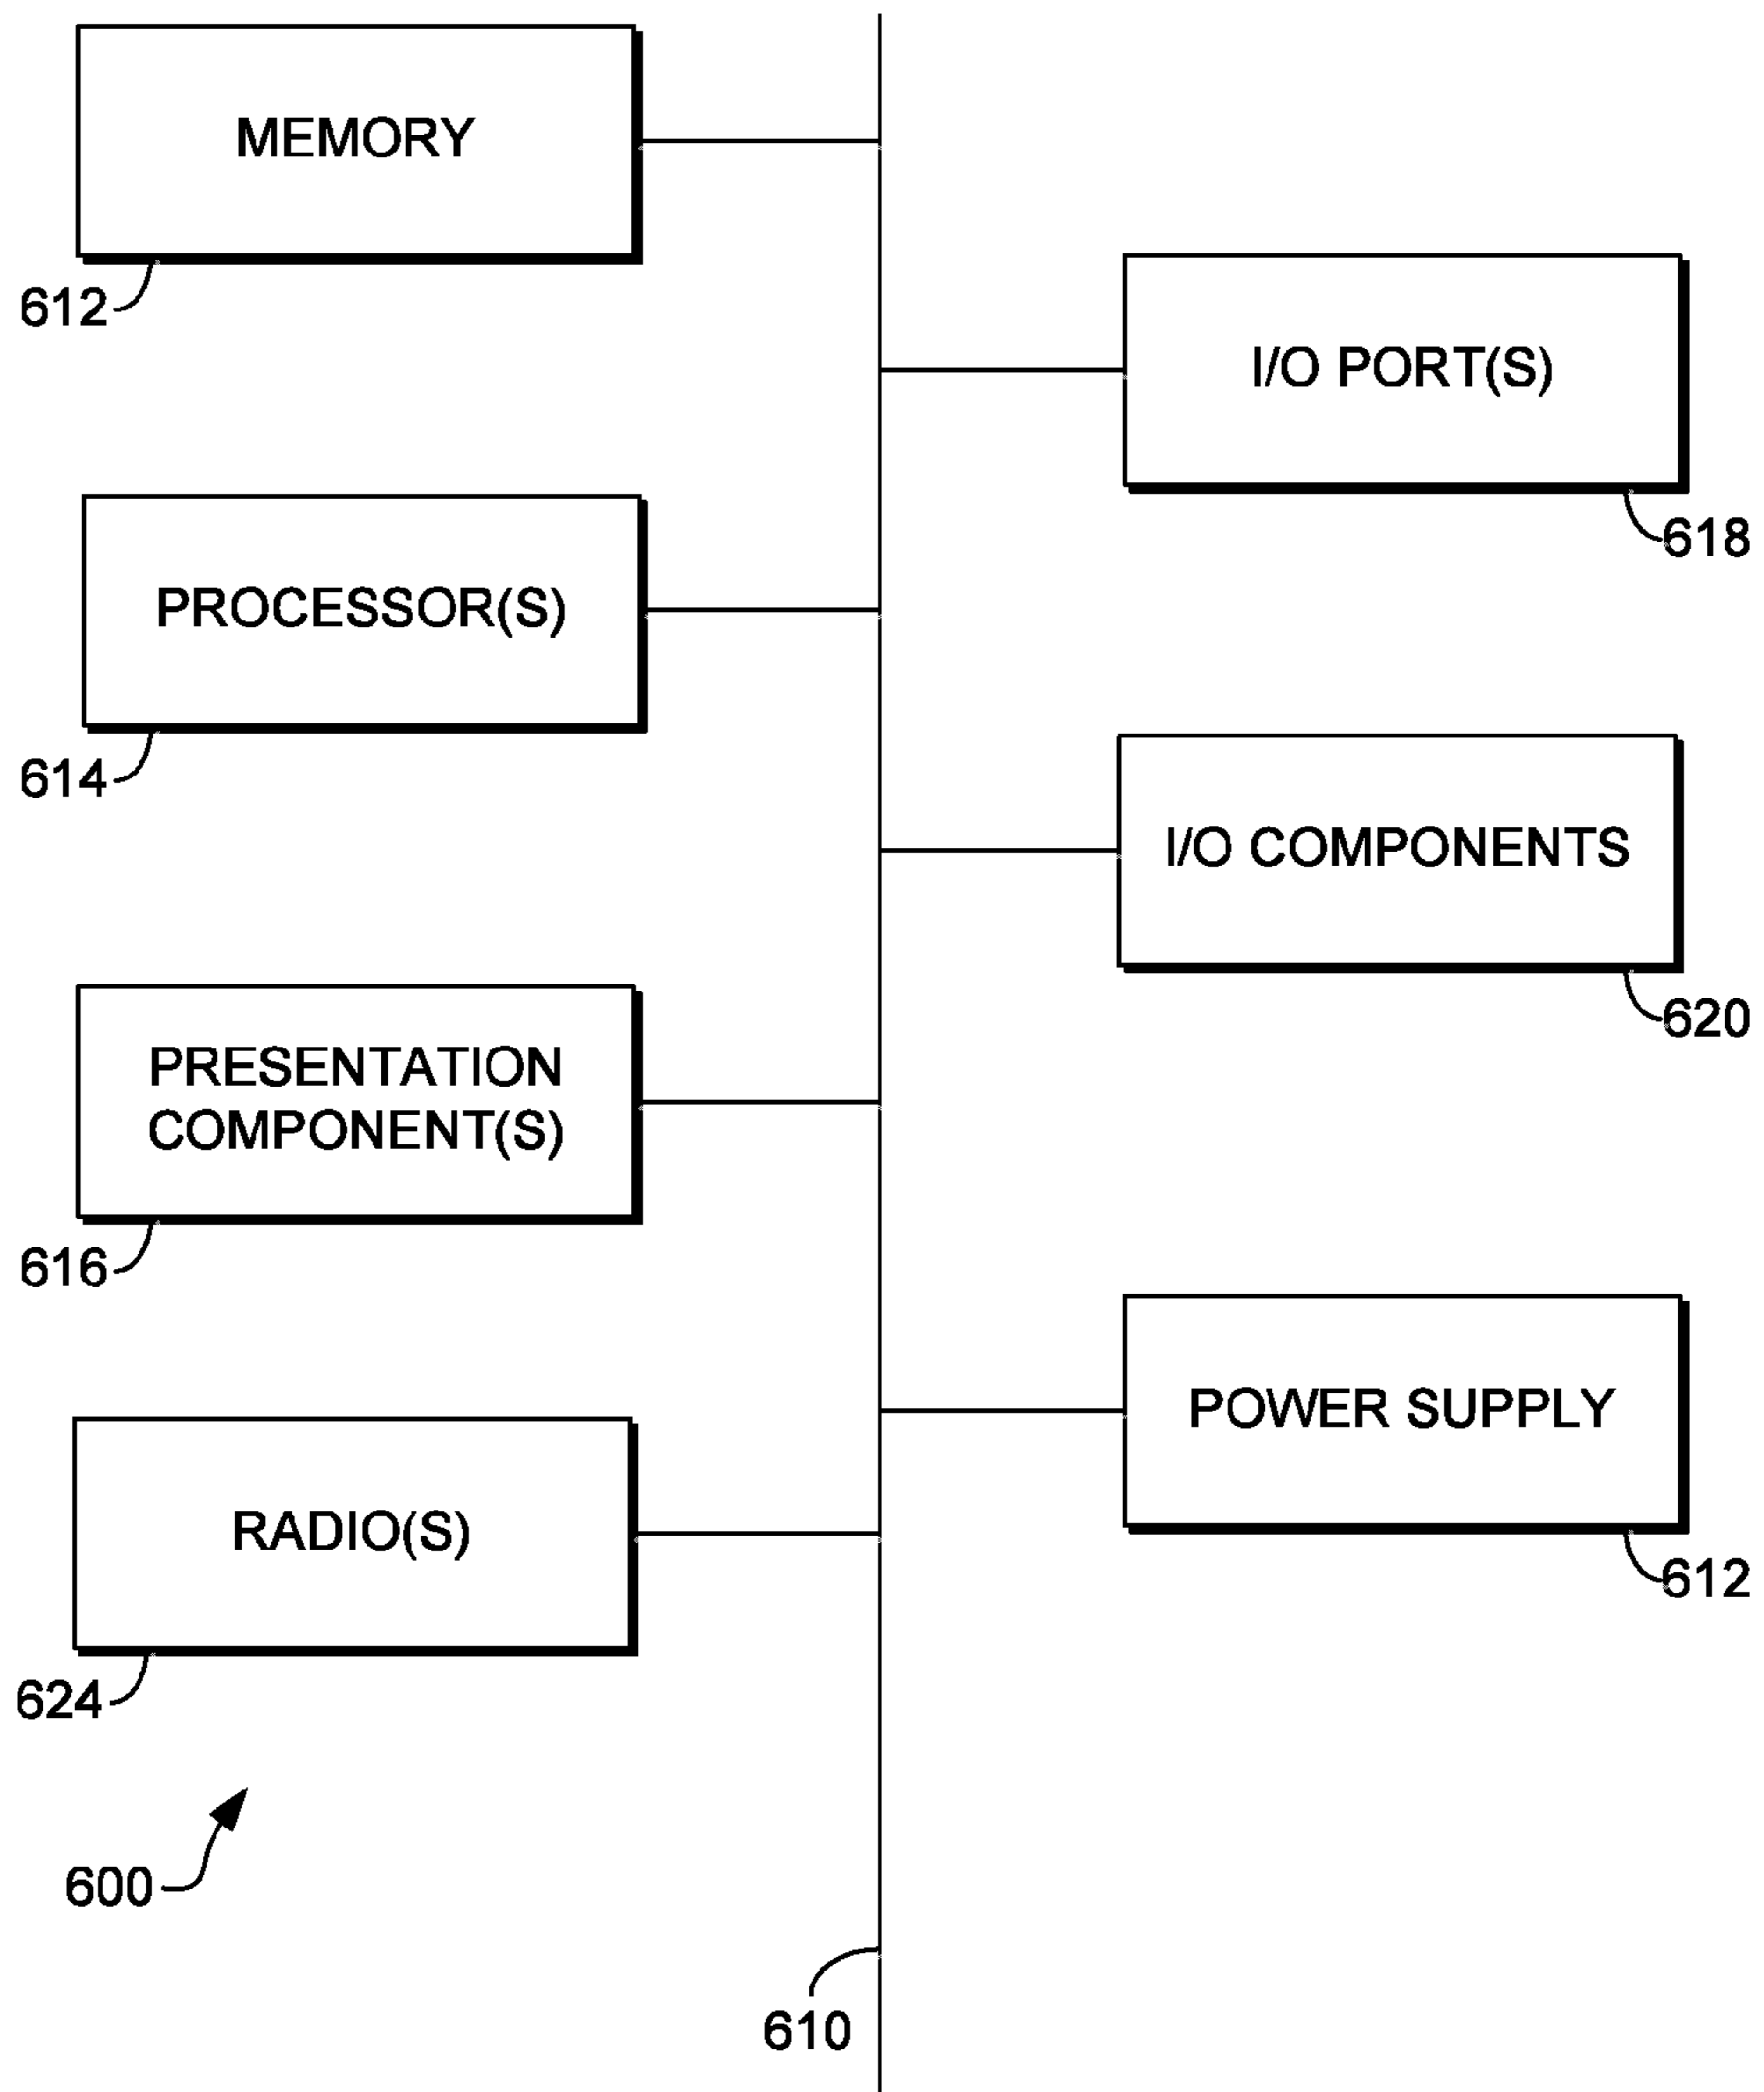 MEMORY
612
I/O PORT(S)
618
PROCESSOR(S)
614
I/O COMPONENTS
620
PRESENTATION
COMPONENT(S)
616
POWER SUPPLY
612
RADIO(S)
624
600
610